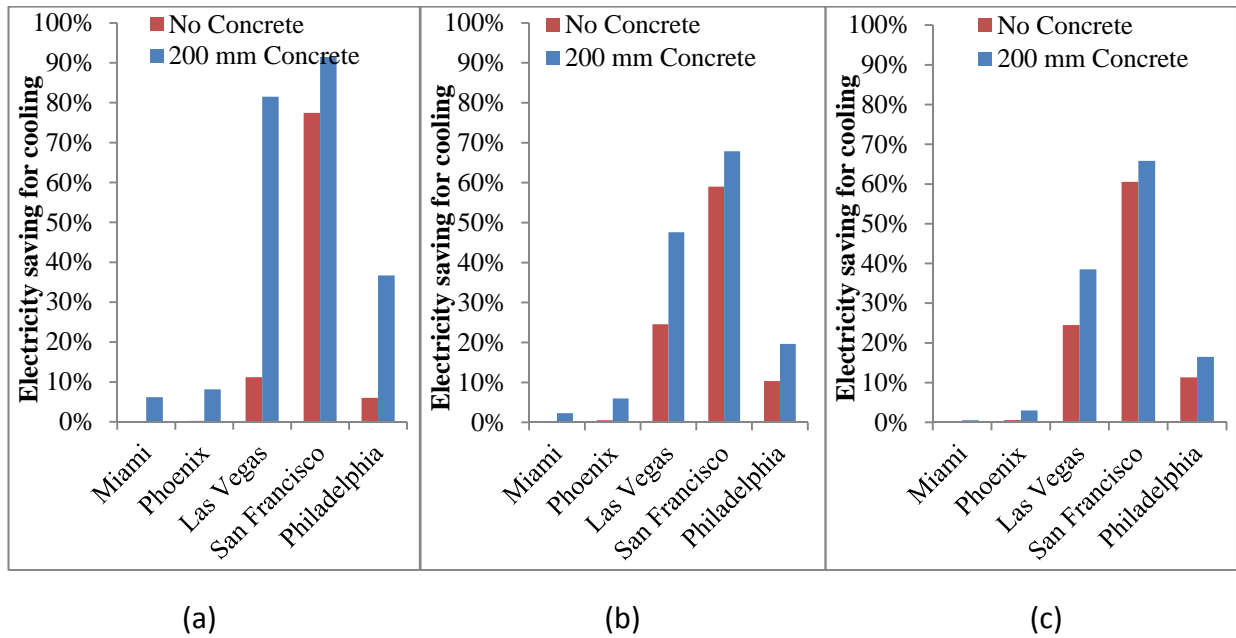 Electricity saving for cooling
100%
90%
80%
70%
60%
50%
40%
30%
20%
10%
0%
No Concrete
200 mm Concrete
Miami
Phoenix
Las Vegas
San Francisco
Philadelphia
(a)
Electricity saving for cooling
100%
90%
80%
70%
60%
50%
40%
30%
20%
10%
0%
No Concrete
200 mm Concrete
Miami
Phoenix
Las Vegas
San Francisco
Philadelphia
(b)
Electricity saving for cooling
100%
90%
80%
70%
60%
50%
40%
30%
20%
10%
0%
No Concrete
200 mm Concrete
Miami
Phoenix
Las Vegas
San Francisco
Philadelphia
(c)